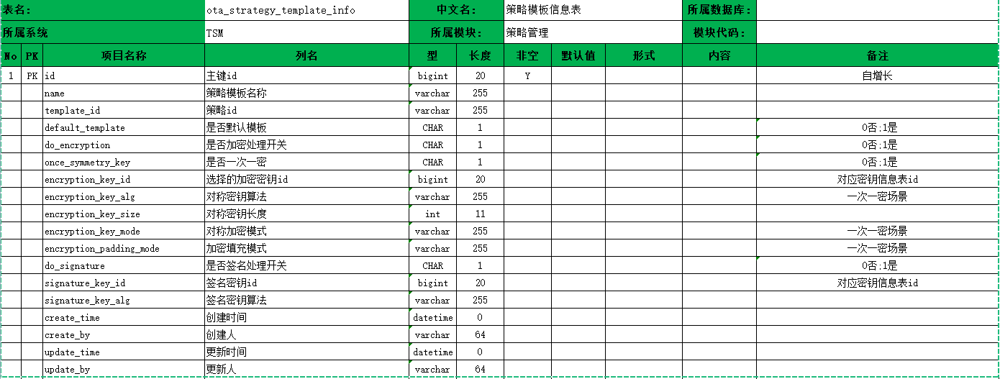 表名: ota_strategy_template_info 中文名: 策略模板信息表 所属数据库:
所属系统 TSM 所属模块: 策略管理 模块代码:
No PK 项目名称 列名 型 长度 非空 默认值 形式 内容 备注
1 PK id 主键id bigint 20 Y 自增长
name 策略模板名称 varchar 255
template_id 策略id varchar 255
default_template 是否默认模板 CHAR 1 0否;1是
do_encryption 是否加密处理开关 CHAR 1 0否;1是
once_symmetry_key 是否一次一密 CHAR 1 0否;1是
encryption_key_id 选择的加密密钥id bigint 20 对应密钥信息表id
encryption_key_alg 对称密钥算法 varchar 255 一次一密场景
encryption_key_size 对称密钥长度 int 11
encryption_key_mode 对称加密模式 varchar 255 一次一密场景
encryption_padding_mode 加密填充模式 varchar 255 一次一密场景
do_signature 是否签名处理开关 CHAR 1 0否;1是
signature_key_id 签名密钥id bigint 20 对应密钥信息表id
signature_key_alg 签名密钥算法 varchar 255
create_time 创建时间 datetime 0
create_by 创建人 varchar 64
update_time 更新时间 datetime 0
update_by 更新人 varchar 64